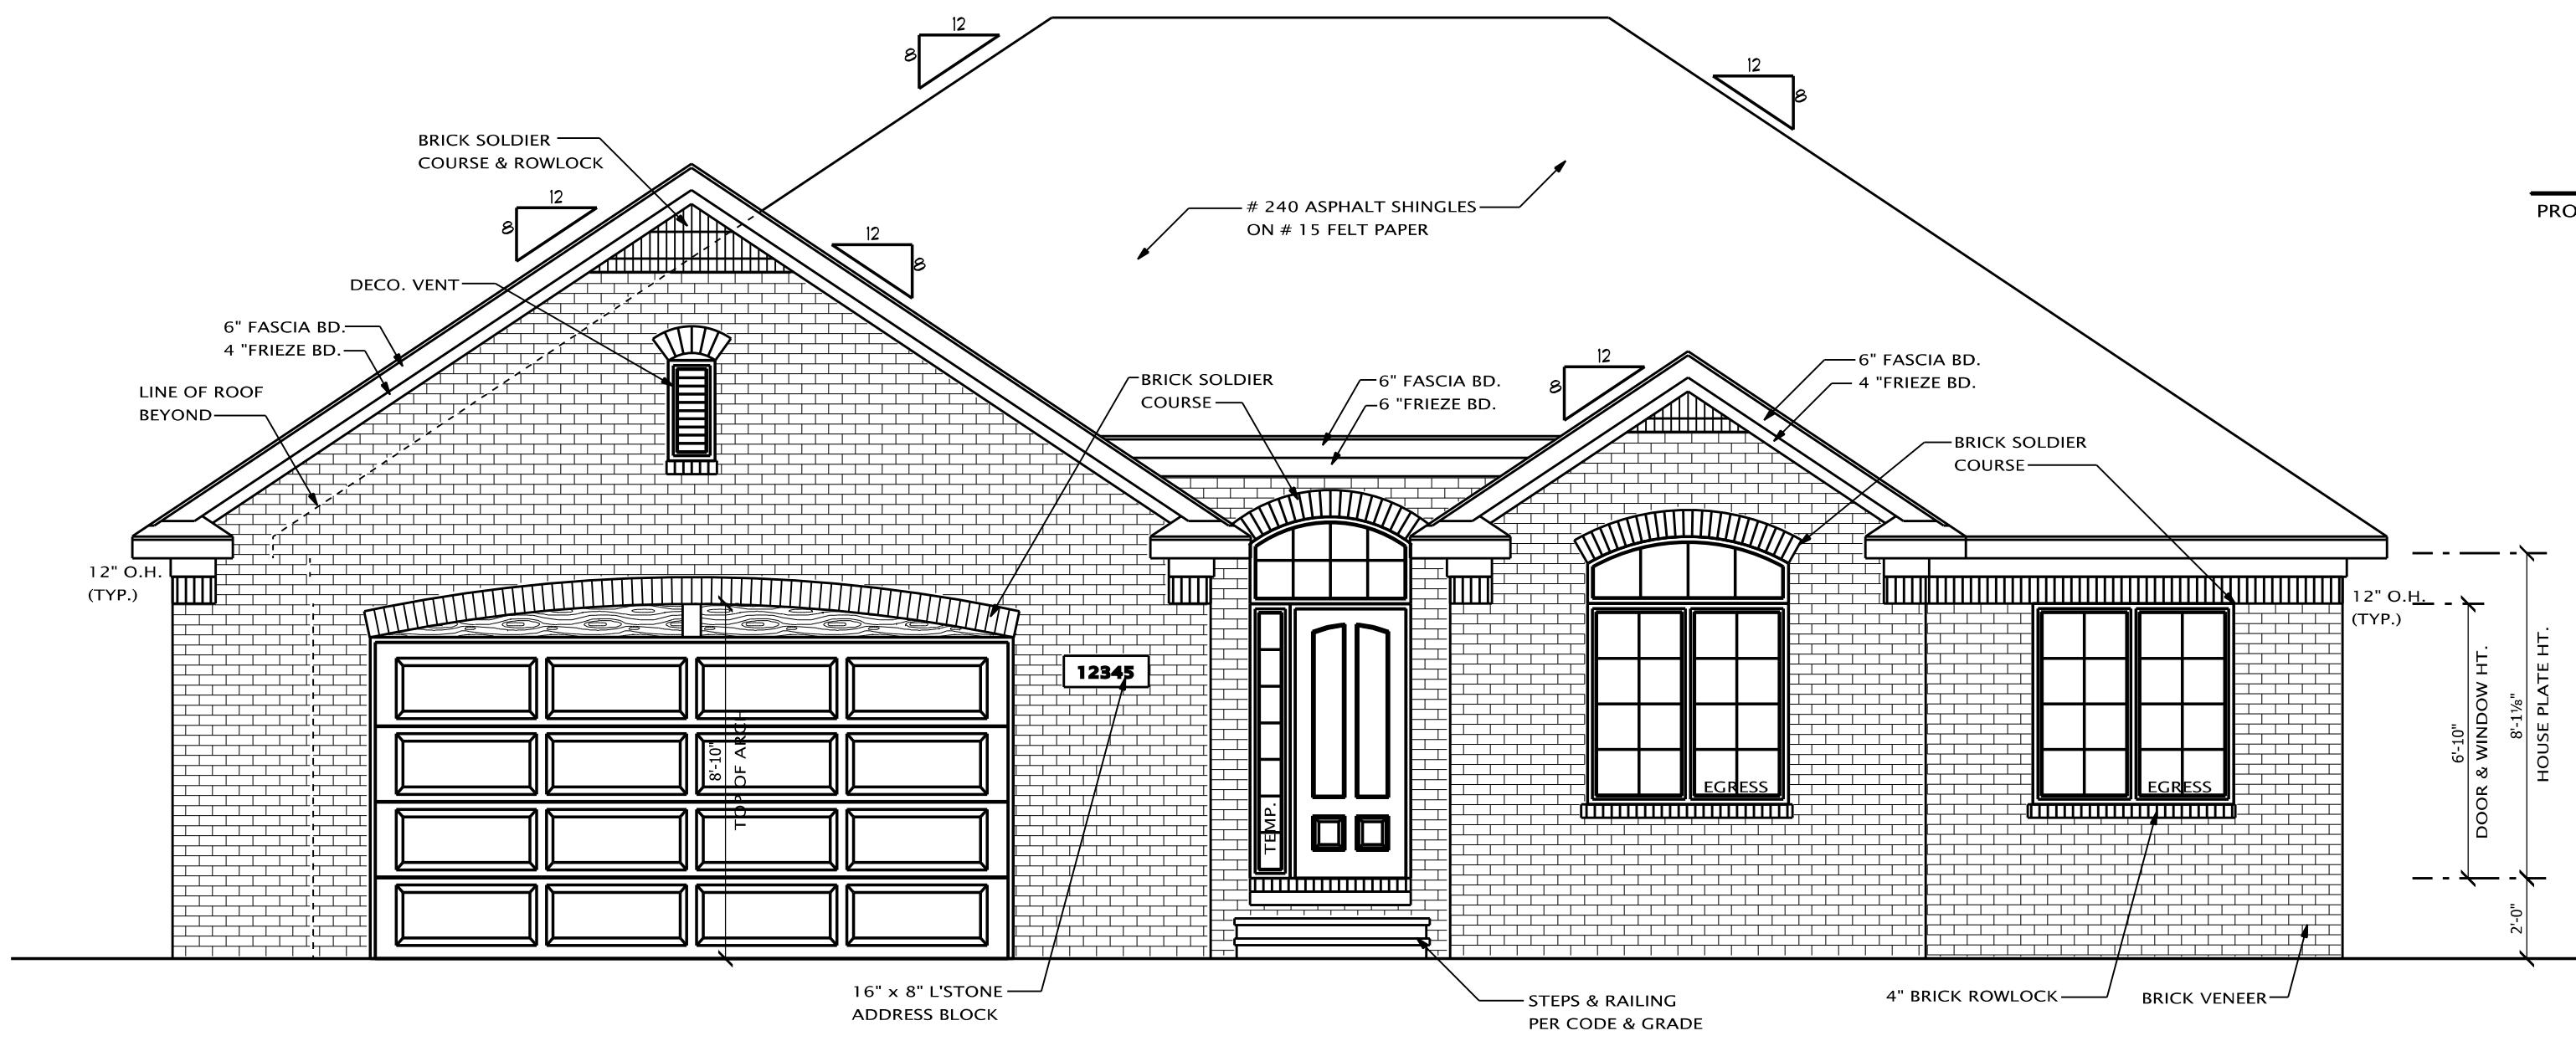 12
8
12
8
BRICK SOLDIER
COURSE & ROWLOCK
12
8
12
8
# 240 ASPHALT SHINGLES
ON # 15 FELT PAPER
PRO
DECO. VENT
6" FASCIA BD.
4 "FRIEZE BD.
LINE OF ROOF
BEYOND
BRICK SOLDIER
COURSE
6" FASCIA BD.
6 "FRIEZE BD.
12
8
6" FASCIA BD.
4 "FRIEZE BD.
BRICK SOLDIER
COURSE
12" O.H.
(TYP.)
12" O.H.
(TYP.)
12345
8'-10"
TOP OF ARCH
TEMP.
EGRESS
EGRESS
6'-10"
DOOR & WINDOW HT.
8'-1⅛"
HOUSE PLATE HT.
2'-0"
16" x 8" L'STONE
ADDRESS BLOCK
STEPS & RAILING
PER CODE & GRADE
4" BRICK ROWLOCK
BRICK VENEER